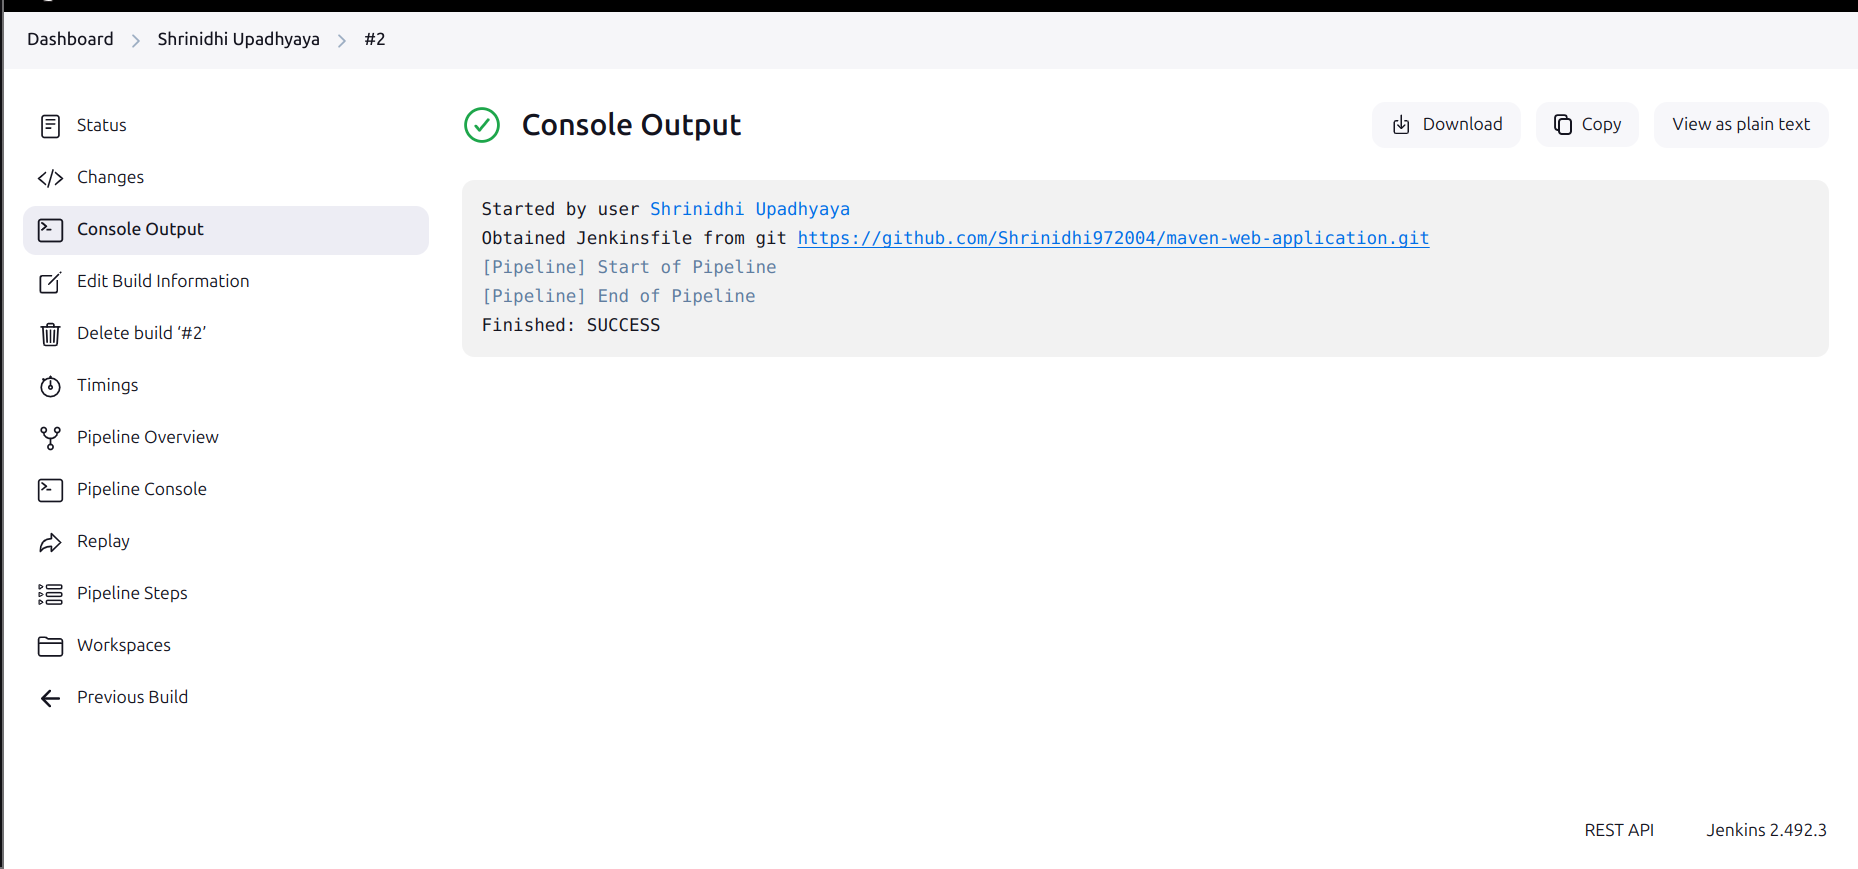 Dashboard > Shrinidhi Upadhyaya > #2
Status
Changes
Console Output
Edit Build Information
Delete build ‘#2’
Timings
Pipeline Overview
Pipeline Console
Replay
Pipeline Steps
Workspaces
Previous Build
Console Output
Download
Copy
View as plain text
Started by user Shrinidhi Upadhyaya
Obtained Jenkinsfile from git https://github.com/Shrinidhi972004/maven-web-application.git
[Pipeline] Start of Pipeline
[Pipeline] End of Pipeline
Finished: SUCCESS
REST API
Jenkins 2.492.3